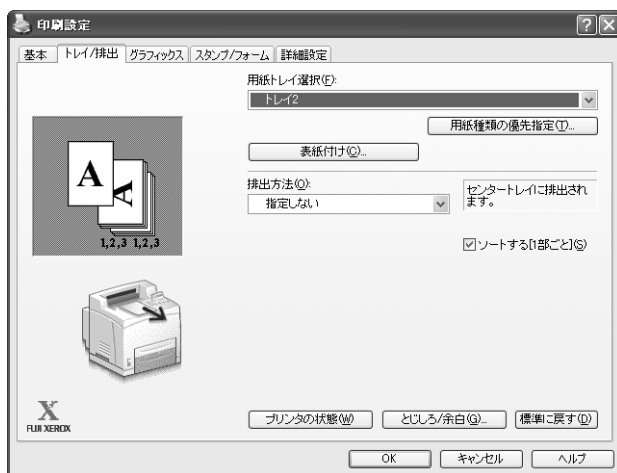 印刷設定
基本 トレイ/排出 グラフィックス スタンプ/フォーム 詳細設定
用紙トレイ選択(F):
トレイ2
用紙種類の優先指定(T)...
表紙付け(C)...
排出方法(O):
指定しない
センタートレイに排出されます。
ソートする[1部ごと](S)
A
A
1,2,3 1,2,3
X
FUJI XEROX
プリンタの状態(W) とじしろ/余白(G)... 標準に戻す(D)
OK キャンセル ヘルプ